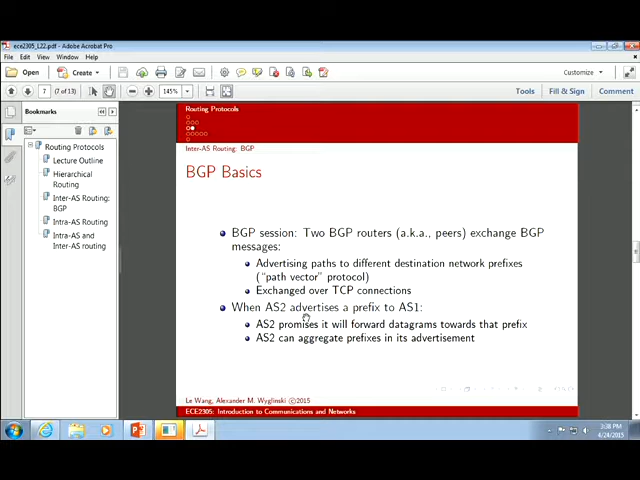 ece2305_L22.pdf - Adobe Acrobat Pro
File Edit View Window Help
Open Create Customize
7 (7 of 13) 145% Tools Fill & Sign Comment
Bookmarks
Routing Protocols
Lecture Outline
Hierarchical
Routing
Inter-AS Routing:
BGP
Intra-AS Routing
Intra-AS and
Inter-AS routing
Routing Protocols
Inter-AS Routing: BGP
BGP Basics
BGP session: Two BGP routers (a.k.a., peers) exchange BGP
messages:
Advertising paths to different destination network prefixes
("path vector" protocol)
Exchanged over TCP connections
When AS2 advertises a prefix to AS1:
AS2 promises it will forward datagrams towards that prefix
AS2 can aggregate prefixes in its advertisement
Le Wang, Alexander M. Wyglinski ©2015
ECE2305: Introduction to Communications and Networks
3:38 PM
4/24/2015